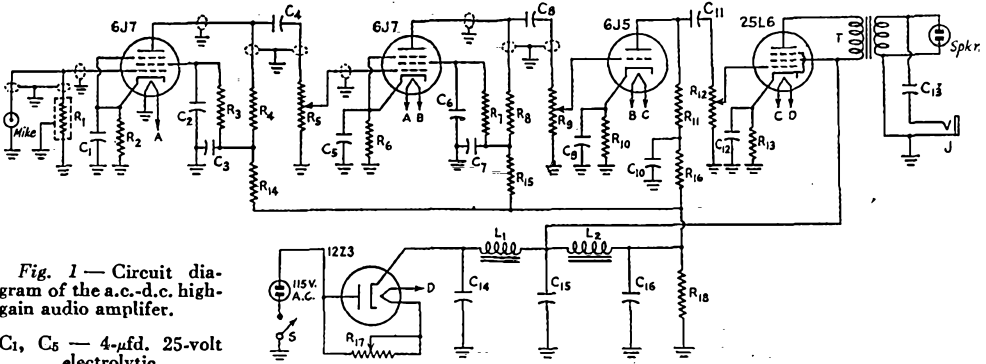 6J7 C4 6J7 C8 6J5 C11 25L6
T Spkr.
Mike R1 C1 R2 A C2 R3 C3 R4 R5 C5 R6 A B C6 R7 C7 R8 R9 C9 R10 B C C10 R11 R12 C12 R13 C D C13 J
R14 R15 R16
12Z3 L1 L2
115V. A.C. S R17 D C14 C15 C16 R18
Fig. 1 — Circuit dia-
gram of the a.c.-d.c. high-
gain audio amplifer.
C1, C5 — 4-μfd. 25-volt
electrolytic